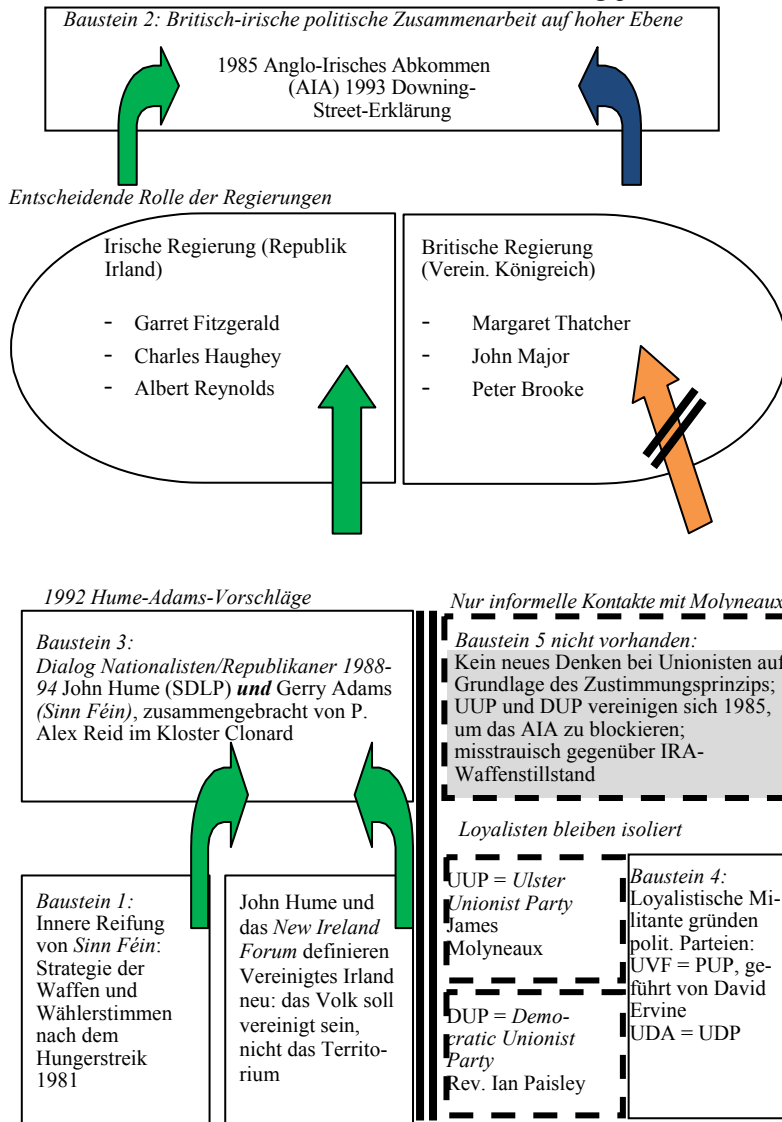 Baustein 2: Britisch-irische politische Zusammenarbeit auf hoher Ebene
1985 Anglo-Irisches Abkommen
(AIA) 1993 Downing-
Street-Erklärung
Entscheidende Rolle der Regierungen
Irische Regierung (Republik
Irland)
- Garret Fitzgerald
- Charles Haughey
- Albert Reynolds
Britische Regierung
(Verein. Königreich)
- Margaret Thatcher
- John Major
- Peter Brooke
1992 Hume-Adams-Vorschläge
Baustein 3:
Dialog Nationalisten/Republikaner 1988-
94 John Hume (SDLP) und Gerry Adams
(Sinn Féin), zusammengebracht von P.
Alex Reid im Kloster Clonard
Nur informelle Kontakte mit Molyneaux
Baustein 5 nicht vorhanden:
Kein neues Denken bei Unionisten auf
Grundlage des Zustimmungsprinzips;
UUP und DUP vereinigen sich 1985,
um das AIA zu blockieren;
misstrauisch gegenüber IRA-
Waffenstillstand
Loyalisten bleiben isoliert
Baustein 1:
Innere Reifung
von Sinn Féin:
Strategie der
Waffen und
Wählerstimmen
nach dem
Hungerstreik
1981
John Hume und
das New Ireland
Forum definieren
Vereinigtes Irland
neu: das Volk soll
vereinigt sein,
nicht das Territo-
rium
UUP = Ulster
Unionist Party
James
Molyneaux
DUP = Demo-
cratic Unionist
Party
Rev. Ian Paisley
Baustein 4:
Loyalistische Mi-
litante gründen
polit. Parteien:
UVF = PUP, ge-
führt von David
Ervine
UDA = UDP